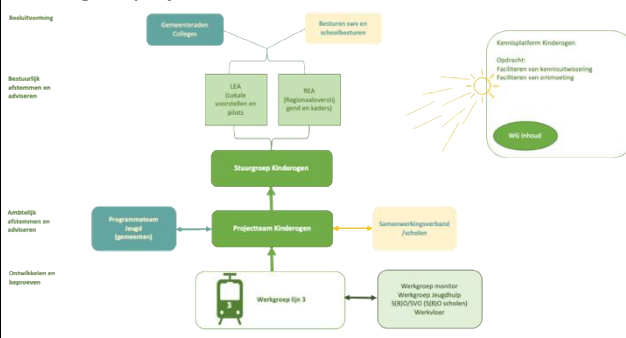 Besluitvorming
Gemeenteraden
Colleges
Besturen swv en
schoolbesturen
Kennisplatform Kinderogen
Opdracht:
Faciliteren van kennisuitwisseling
Faciliteren van ontmoeting
WG Inhoud
Bestuurlijk
afstemmen en
adviseren
LEA
(Lokale
voorstellen en
pilots
REA
(Regionaaloverstij
gend en kaders)
Stuurgroep Kinderogen
Ambtelijk
afstemmen en
adviseren
Programmateam
Jeugd
(gemeenten)
Projectteam Kinderogen
Samenwerkingsverband
/scholen
Ontwikkelen en
beproeven
3
Werkgroep lijn 3
Werkgroep monitor
Werkgroep Jeugdhulp
S(B)O/SVO (S(B)O scholen)
Werkvloer